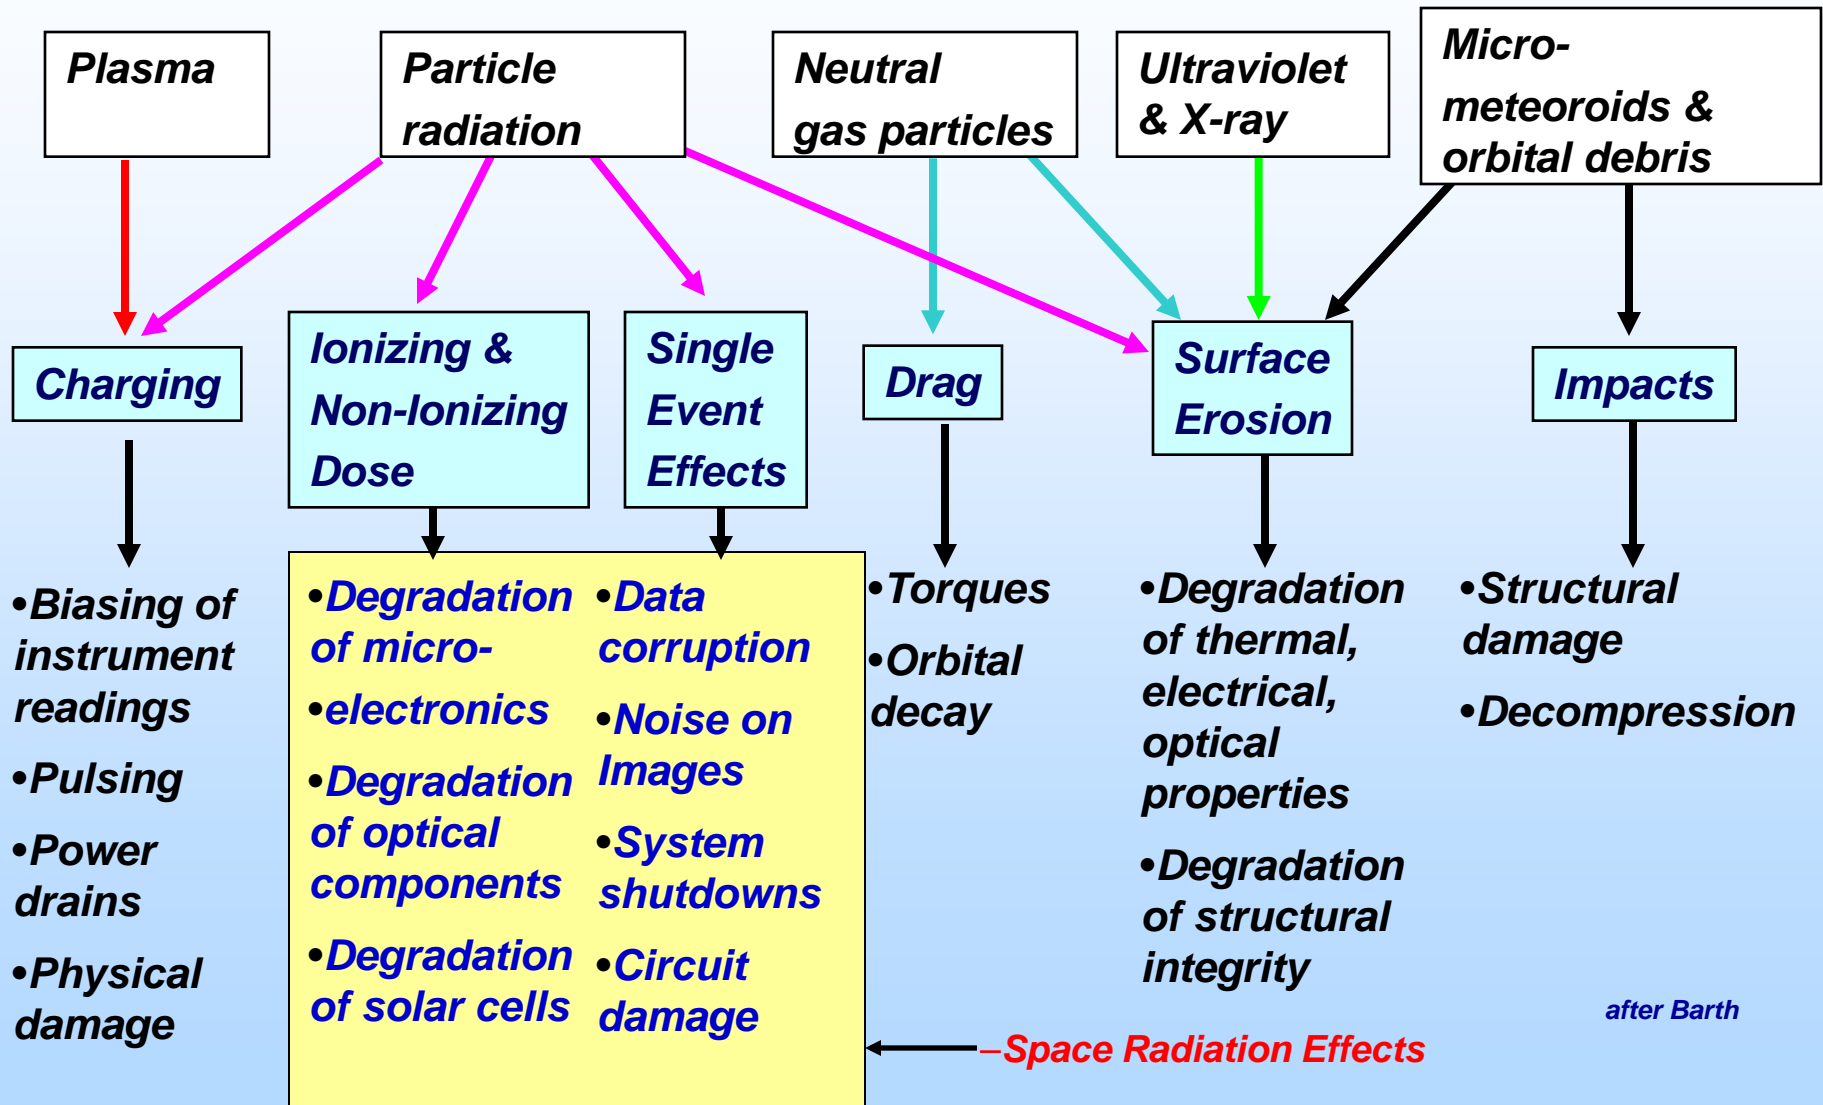 Plasma
Particle
radiation
Neutral
gas particles
Ultraviolet
& X-ray
Micro-
meteoroids &
orbital debris
Charging
Ionizing &
Non-Ionizing
Dose
Single
Event
Effects
Drag
Surface
Erosion
Impacts
•Biasing of
instrument
readings
•Pulsing
•Power
drains
•Physical
damage
•Degradation
of micro-
•electronics
•Degradation
of optical
components
•Degradation
of solar cells
•Data
corruption
•Noise on
Images
•System
shutdowns
•Circuit
damage
•Torques
•Orbital
decay
•Degradation
of thermal,
electrical,
optical
properties
•Degradation
of structural
integrity
•Structural
damage
•Decompression
after Barth
–Space Radiation Effects